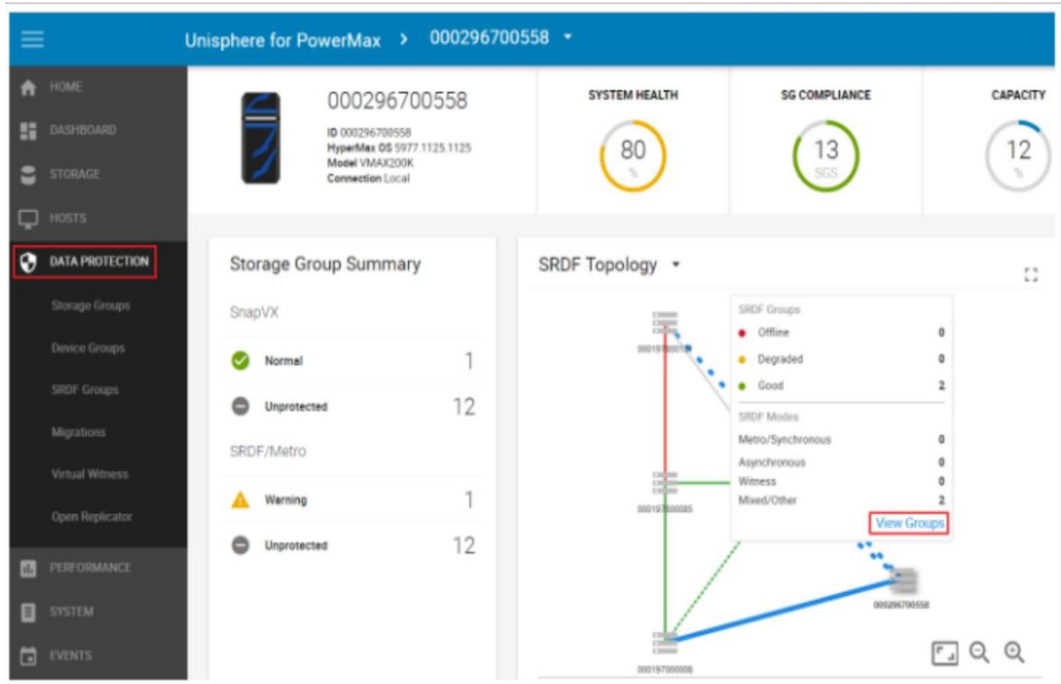 Unisphere for PowerMax > 000296700558
HOME
DASHBOARD
STORAGE
HOSTS
DATA PROTECTION
Storage Groups
Device Groups
SRDF Groups
Migrations
Virtual Witness
Open Replicator
PERFORMANCE
SYSTEM
EVENTS
000296700558
ID 000296700558
HyperMax OS 5977.1125.1125
Model VMAX200K
Connection Local
SYSTEM HEALTH
80
%
SG COMPLIANCE
13
SGS
CAPACITY
12
%
Storage Group Summary
SnapVX
Normal 1
Unprotected 12
SRDF/Metro
Warning 1
Unprotected 12
SRDF Topology
SRDF Groups
Offline 0
Degraded 0
Good 2
SRDF Modes
Metro/Synchronous 0
Asynchronous 0
Witness 0
Mixed/Other 2
View Groups
000296700558